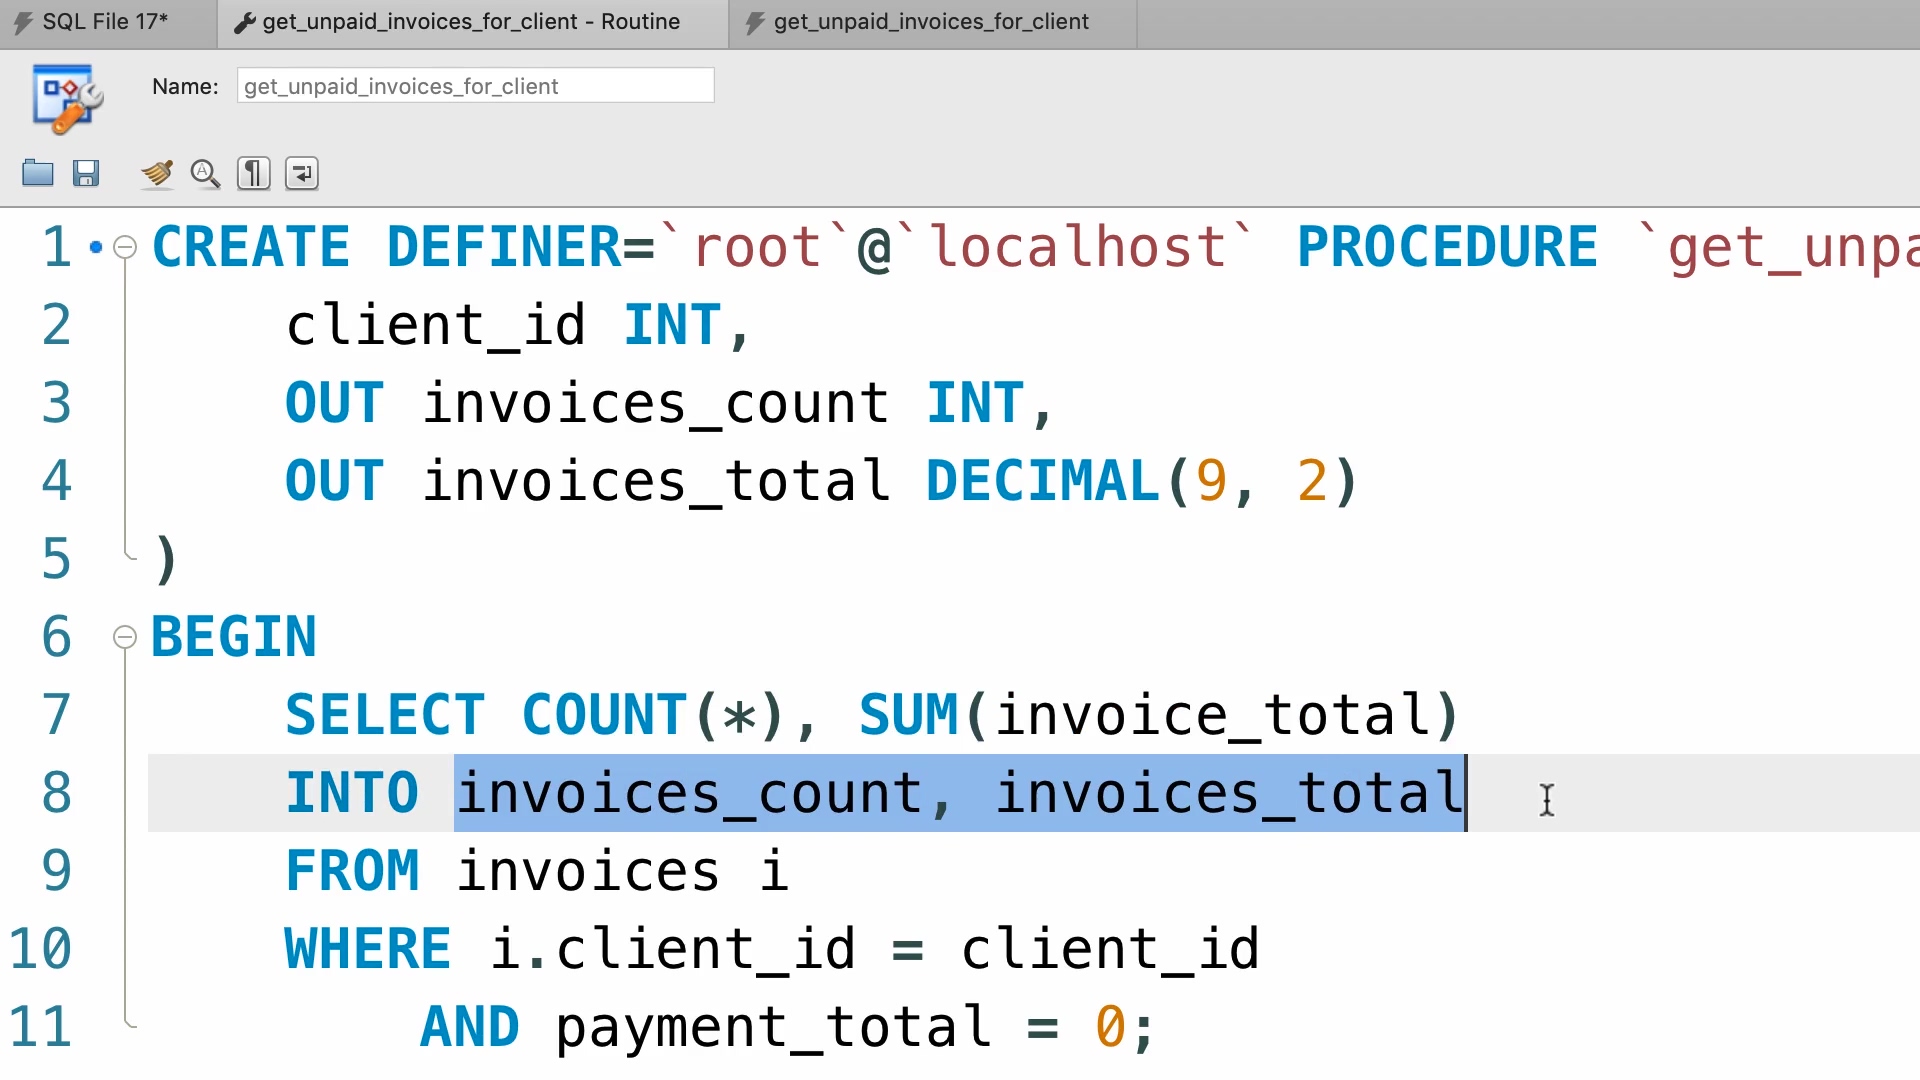 SQL File 17*
get_unpaid_invoices_for_client - Routine
get_unpaid_invoices_for_client
Name: get_unpaid_invoices_for_client
1 CREATE DEFINER=`root`@`localhost` PROCEDURE `get_unpa
2 client_id INT,
3 OUT invoices_count INT,
4 OUT invoices_total DECIMAL(9, 2)
5 )
6 BEGIN
7 SELECT COUNT(*), SUM(invoice_total)
8 INTO invoices_count, invoices_total
9 FROM invoices i
10 WHERE i.client_id = client_id
11 AND payment_total = 0;